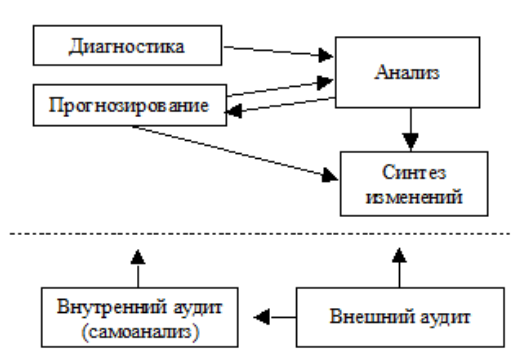 Диагностика
Анализ
Прогнозирование
Синтез
изменений
Внутренний аудит
(самоанализ)
Внешний аудит